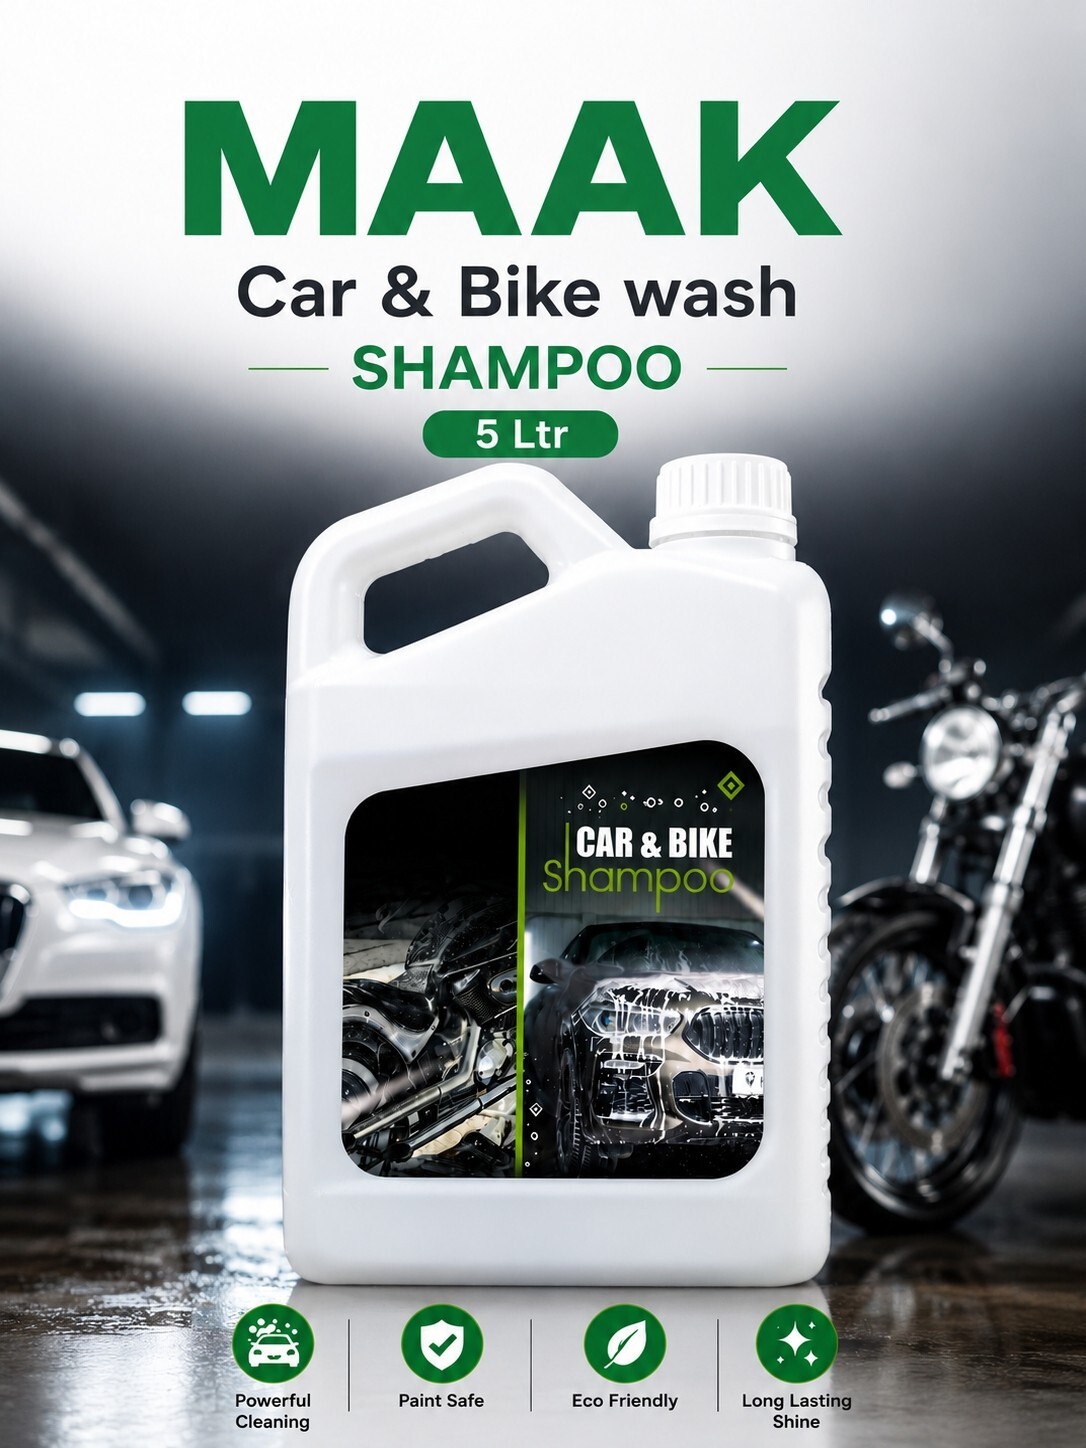 MAAK
Car & Bike wash
SHAMPOO
5 Ltr
CAR & BIKE
Shampoo
Powerful
Cleaning
Paint Safe
Eco Friendly
Long Lasting
Shine